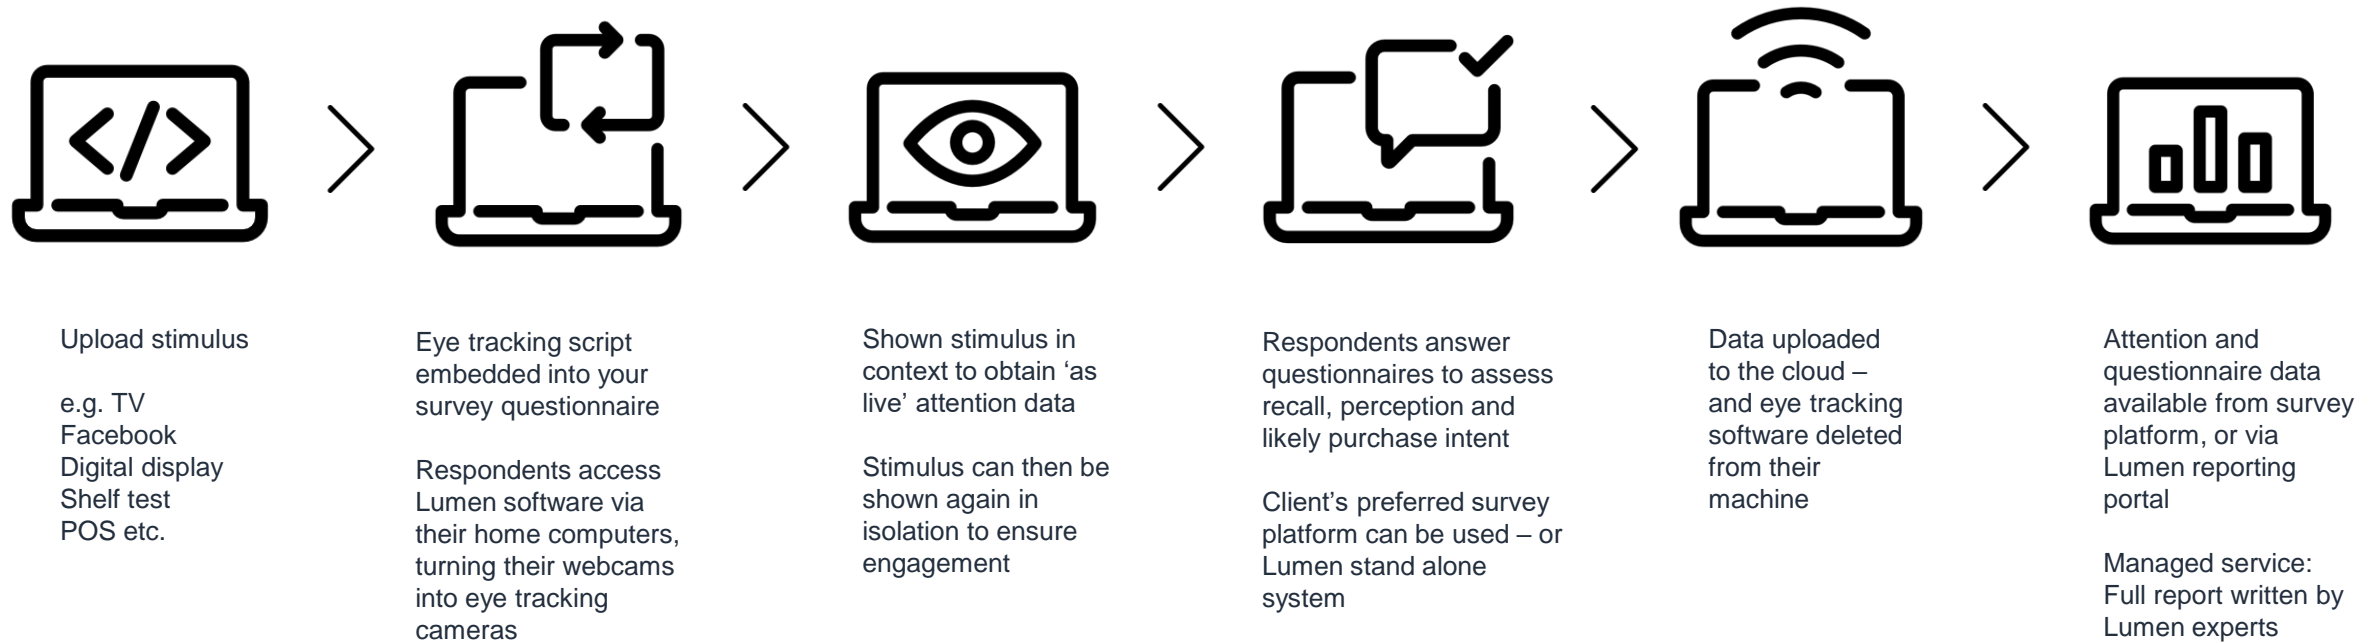 Upload stimulus
e.g. TV
Facebook
Digital display
Shelf test
POS etc.
Eye tracking script
embedded into your
survey questionnaire
Respondents access
Lumen software via
their home computers,
turning their webcams
into eye tracking
cameras
Shown stimulus in
context to obtain ‘as
live’ attention data
Stimulus can then be
shown again in
isolation to ensure
engagement
Respondents answer
questionnaires to assess
recall, perception and
likely purchase intent
Client’s preferred survey
platform can be used – or
Lumen stand alone
system
Data uploaded
to the cloud –
and eye tracking
software deleted
from their
machine
Attention and
questionnaire data
available from survey
platform, or via
Lumen reporting
portal
Managed service:
Full report written by
Lumen experts